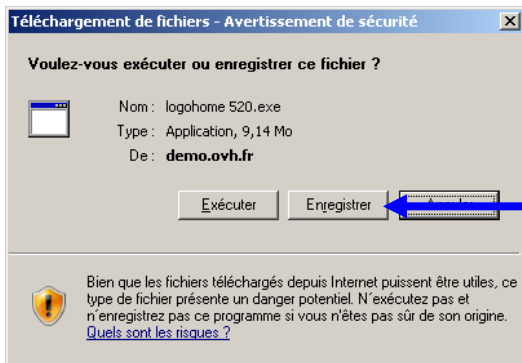 Téléchargement de fichiers - Avertissement de sécurité
Voulez-vous exécuter ou enregistrer ce fichier ?
Nom : logohome 520.exe
Type : Application, 9,14 Mo
De : demo.ovh.fr
Exécuter Enregistrer
Bien que les fichiers téléchargés depuis Internet puissent être utiles, ce
type de fichier présente un danger potentiel. N´exécutez pas et
n´enregistrez pas ce programme si vous n'êtes pas sûr de son origine.
Quels sont les risques ?